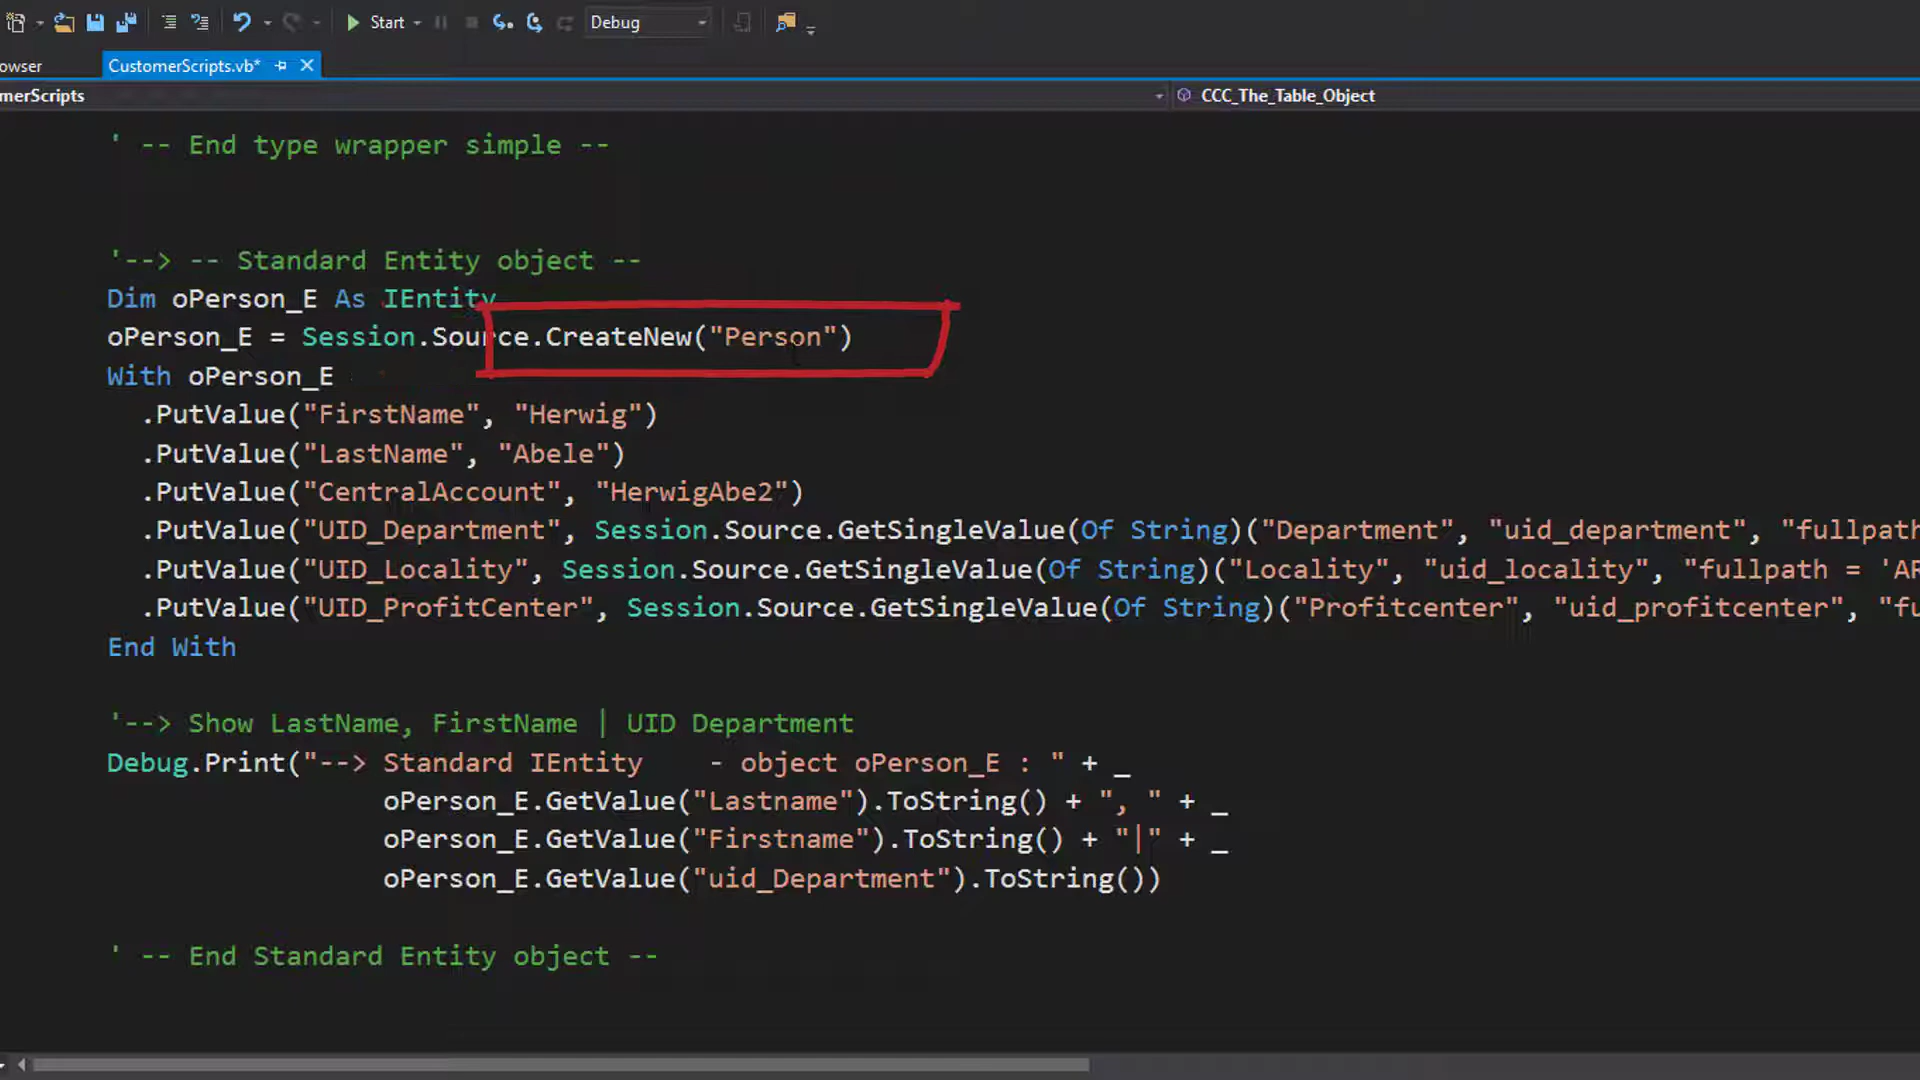 Start
Debug
owser
CustomerScripts.vb*
merScripts
CCC_The_Table_Object
' -- End type wrapper simple --
'--> -- Standard Entity object --
Dim oPerson_E As IEntity
oPerson_E = Session.Source.CreateNew("Person")
With oPerson_E
.PutValue("FirstName", "Herwig")
.PutValue("LastName", "Abele")
.PutValue("CentralAccount", "HerwigAbe2")
.PutValue("UID_Department", Session.Source.GetSingleValue(Of String)("Department", "uid_department", "fullpath
.PutValue("UID_Locality", Session.Source.GetSingleValue(Of String)("Locality", "uid_locality", "fullpath = 'AR
.PutValue("UID_ProfitCenter", Session.Source.GetSingleValue(Of String)("Profitcenter", "uid_profitcenter", "fu
End With
'--> Show LastName, FirstName | UID Department
Debug.Print("--> Standard IEntity    - object oPerson_E : " + _
oPerson_E.GetValue("Lastname").ToString() + ", " + _
oPerson_E.GetValue("Firstname").ToString() + "|" + _
oPerson_E.GetValue("uid_Department").ToString())
' -- End Standard Entity object --